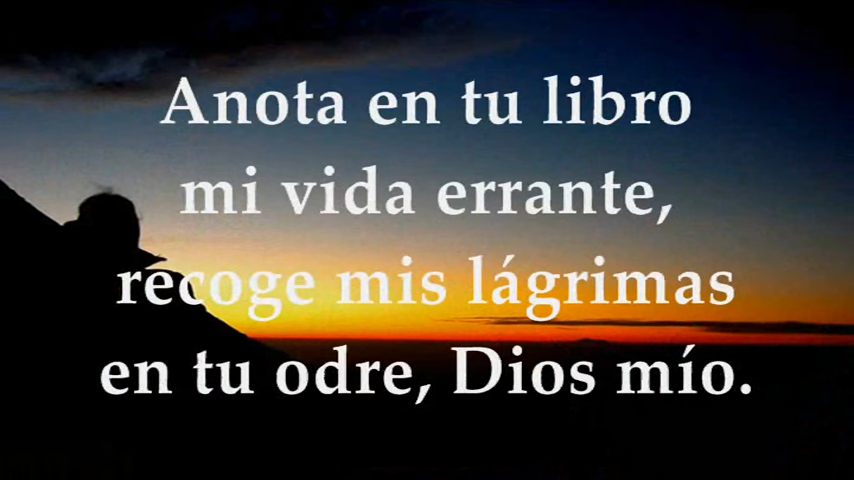 Anota en tu libro
mi vida errante,
recoge mis lágrimas
en tu odre, Dios mío.